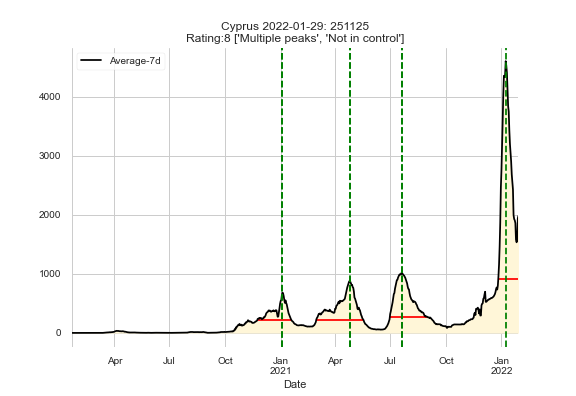 Cyprus 2022-01-29: 251125
Rating:8 ['Multiple peaks', 'Not in control']
Average-7d
4000
3000
2000
1000
0
Apr
Jul
Oct
Jan
2021
Apr
Jul
Oct
Jan
2022
Date